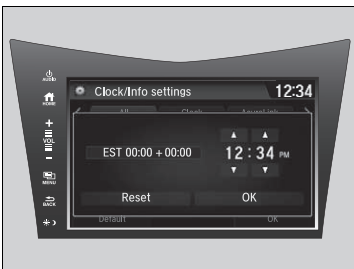 AUDIO
Clock/Info settings
12:34
HOME
All
Clock
AcuraLink
VOL
EST 00:00 + 00:00
12 : 34 PM
MENU
Reset
OK
BACK
Default
OK